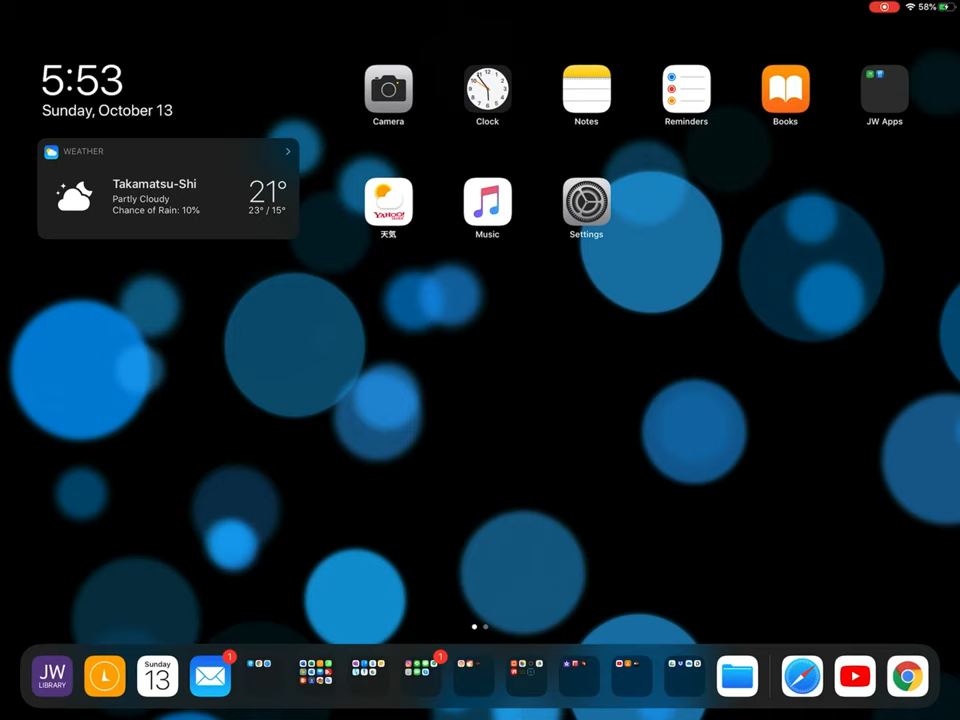 58%
5:53
Sunday, October 13
WEATHER
Takamatsu-Shi
Partly Cloudy
Chance of Rain: 10%
21°
23° / 15°
Camera
Clock
Notes
Reminders
Books
JW Apps
YAHOO!
天気
Music
Settings
JW
LIBRARY
Sunday
13
1
1